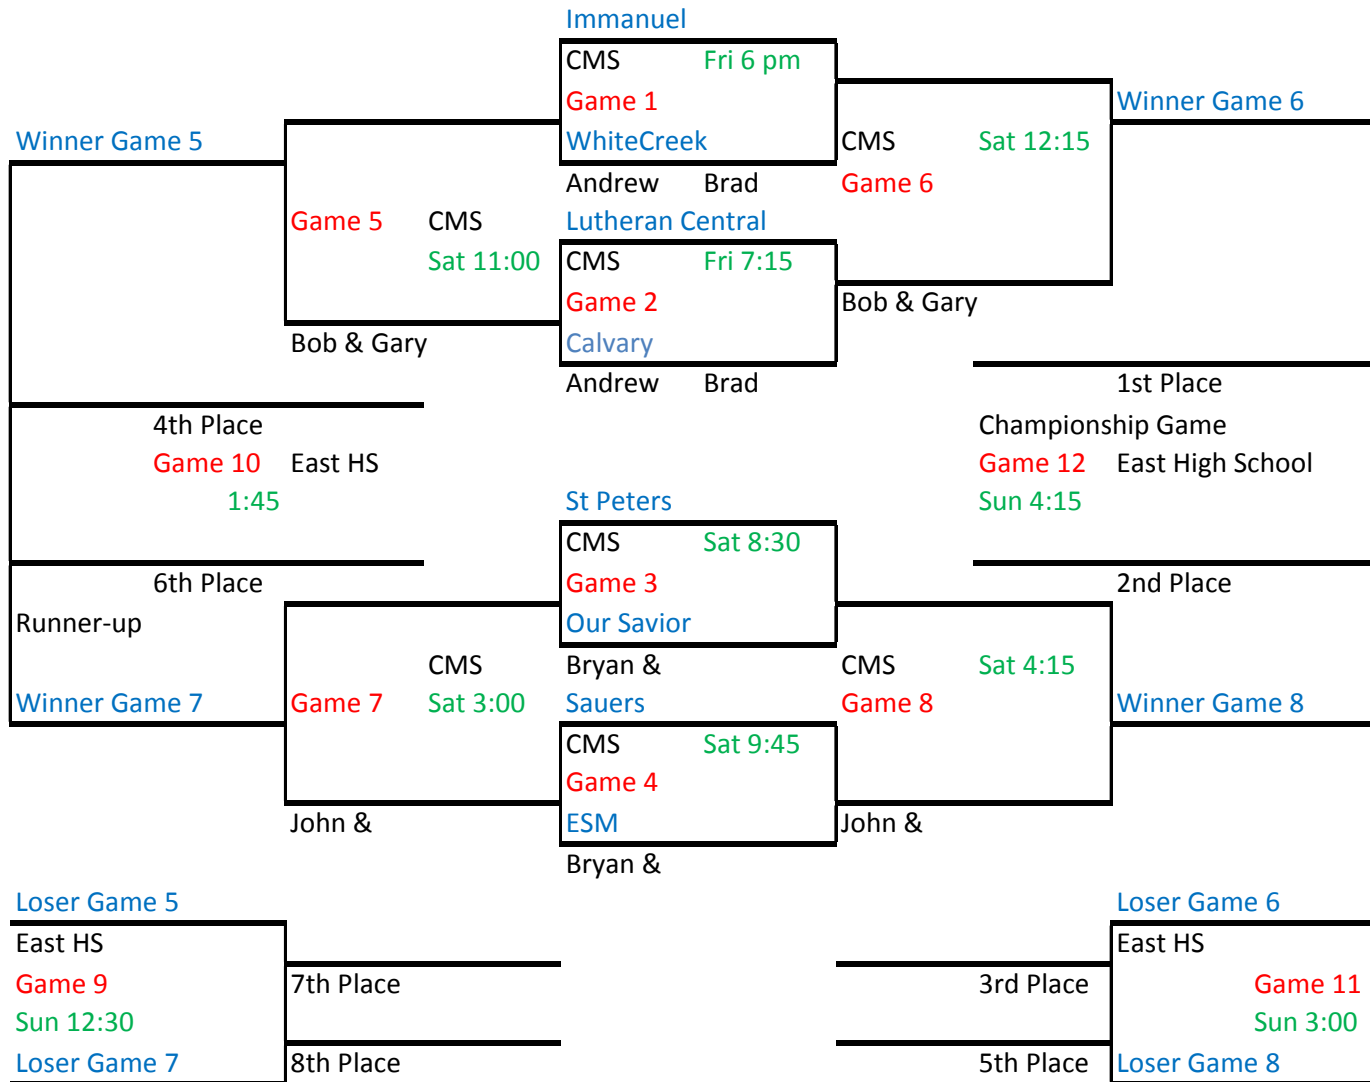 Immanuel
CMS Fri 6 pm
Game 1 Winner Game 6
Winner Game 5 WhiteCreek CMS Sat 12:15
Andrew Brad Game 6
Game 5 CMS Lutheran Central
Sat 11:00 CMS Fri 7:15
Game 2 Bob & Gary
Bob & Gary Calvary
Andrew Brad 1st Place
4th Place Championship Game
Game 10 East HS Game 12 East High School
1:45 St Peters Sun 4:15
CMS Sat 8:30
6th Place Game 3 2nd Place
Runner-up Our Savior
CMS Bryan & CMS Sat 4:15
Winner Game 7 Game 7 Sat 3:00 Sauers Game 8 Winner Game 8
CMS Sat 9:45
Game 4
John & ESM John &
Bryan &
Loser Game 5 Loser Game 6
East HS East HS
Game 9 7th Place 3rd Place Game 11
Sun 12:30 Sun 3:00
Loser Game 7 8th Place 5th Place Loser Game 8